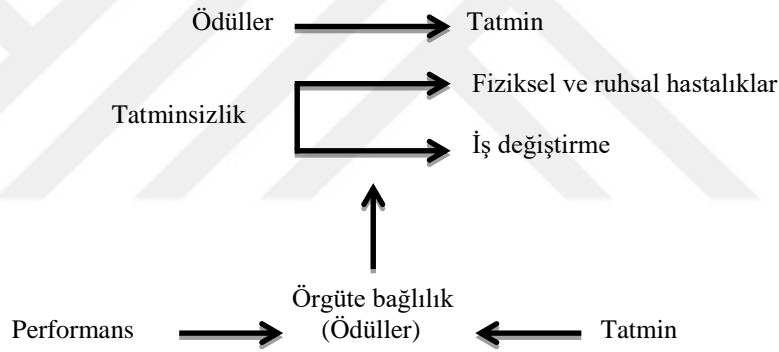 Ödüller Tatmin
Fiziksel ve ruhsal hastalıklar
Tatminsizlik
İş değiştirme
Örgüte bağlılık
Performans (Ödüller) Tatmin